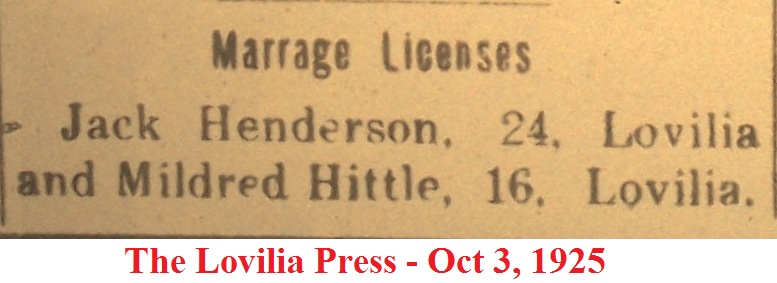 Marrage Licenses
Jack Henderson, 24, Lovilia
and Mildred Hittle, 16, Lovilia.
The Lovilia Press - Oct 3, 1925